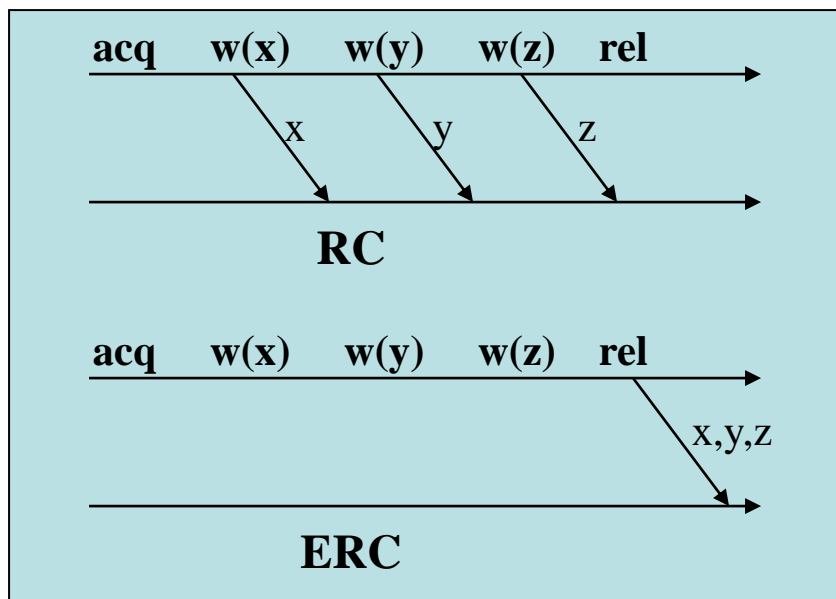 acq w(x) w(y) w(z) rel
x y z
RC
acq w(x) w(y) w(z) rel
x,y,z
ERC